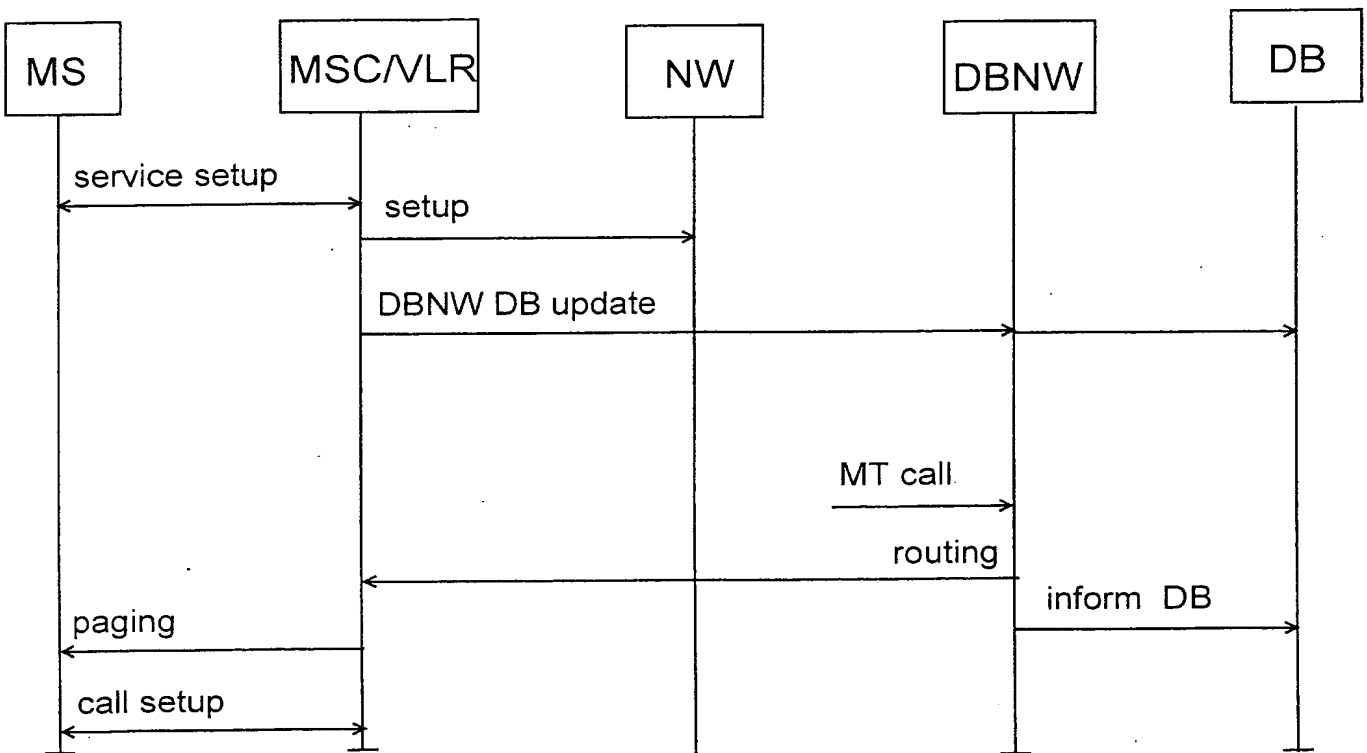 MS
MSC/VLR
NW
DBNW
DB
service setup
setup
DBNW DB update
MT call
routing
inform DB
paging
call setup